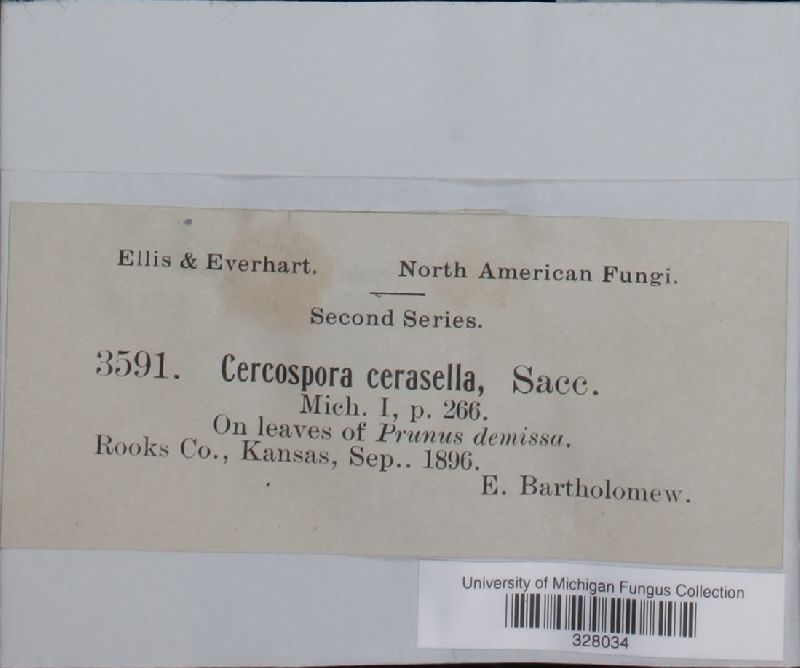 Ellis & Everhart. North American Fungi.
Second Series.
3591. Cercospora cerasella, Sacc.
Mich. I, p. 266.
On leaves of Prunus demissa.
Rooks Co., Kansas, Sep.. 1896.
E. Bartholomew.
University of Michigan Fungus Collection
328034